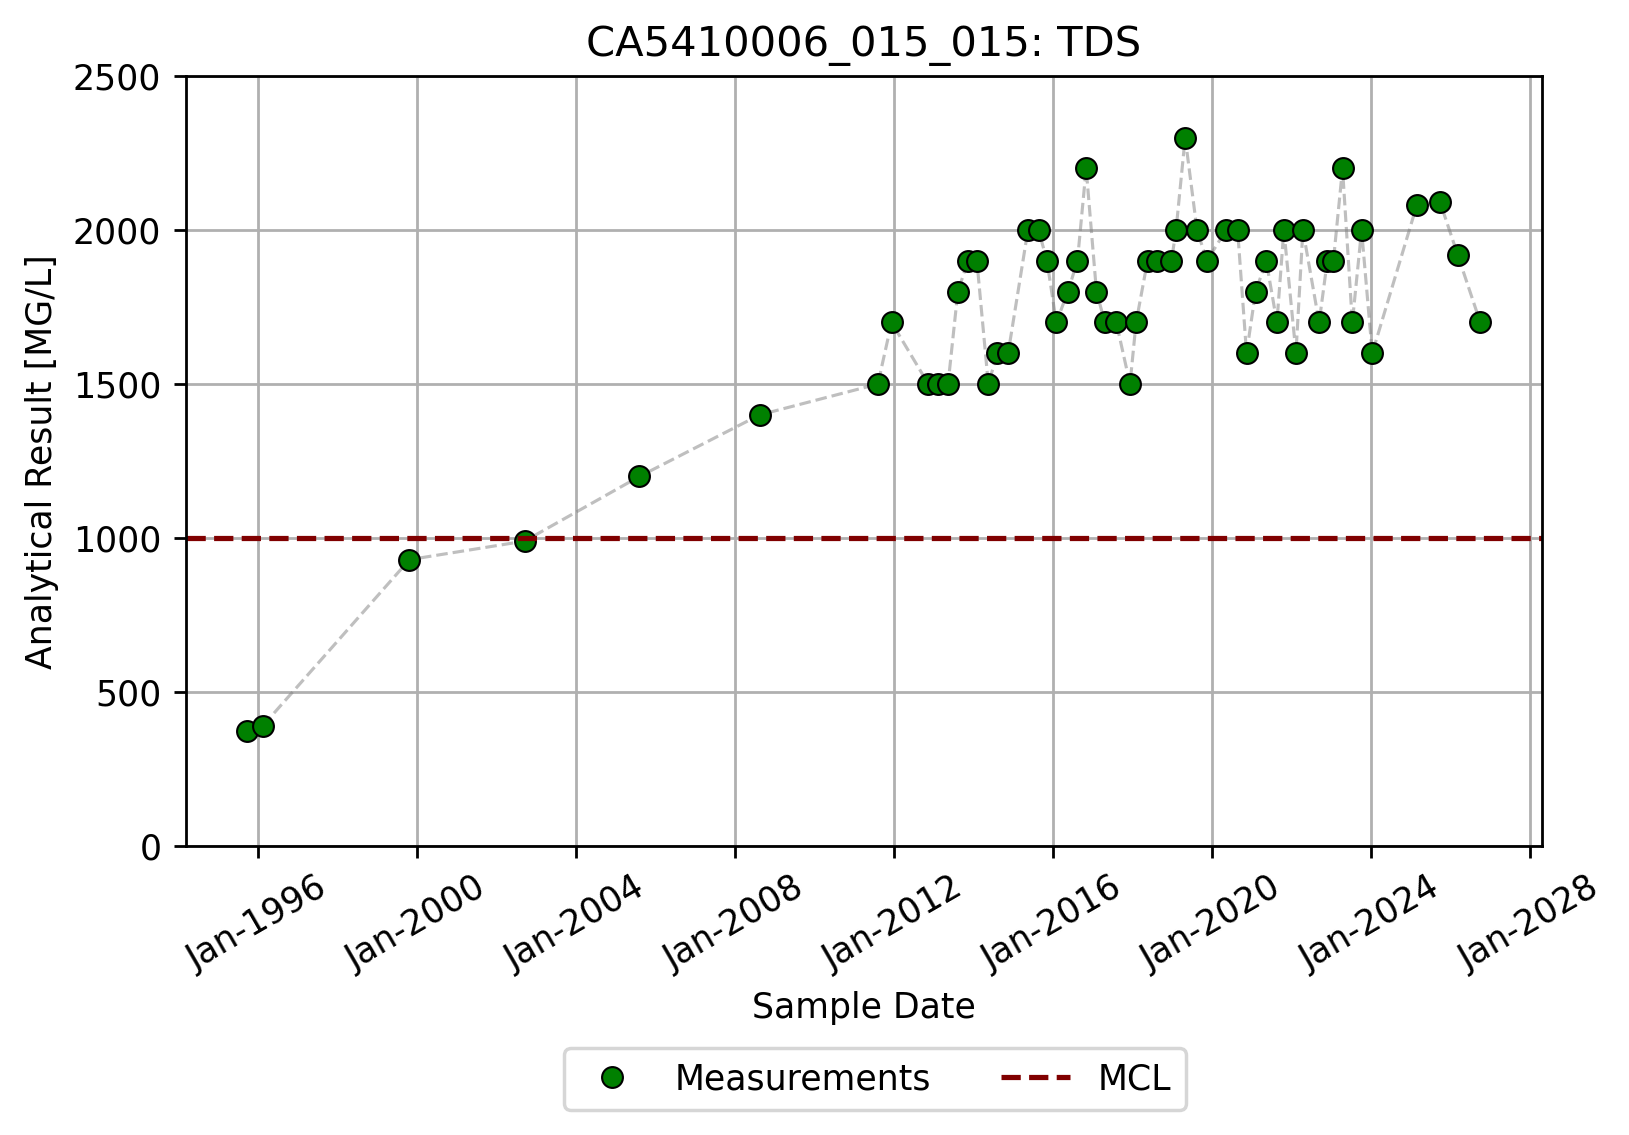 CA5410006_015_015: TDS
2500
2000
1500
1000
500
0
Analytical Result [MG/L]
Jan-1996
Jan-2000
Jan-2004
Jan-2008
Jan-2012
Jan-2016
Jan-2020
Jan-2024
Jan-2028
Sample Date
Measurements
MCL